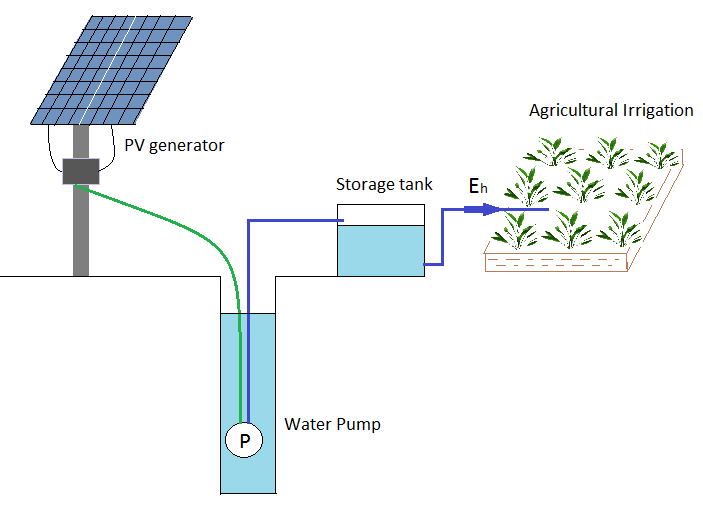 Agricultural Irrigation
PV generator
Storage tank
Eh
Water Pump
P